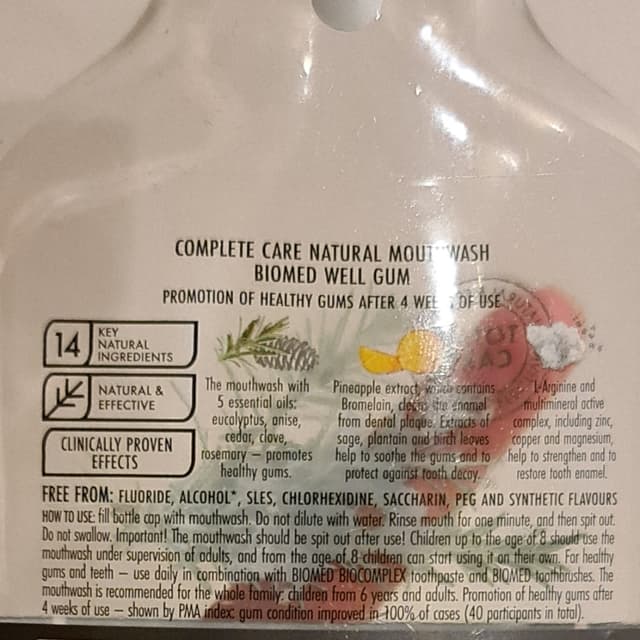 COMPLETE CARE NATURAL MOUTHWASH
BIOMED WELL GUM
PROMOTION OF HEALTHY GUMS AFTER 4 WEEKS OF USE
14 KEY
NATURAL
INGREDIENTS
NATURAL &
EFFECTIVE
CLINICALLY PROVEN
EFFECTS
The mouthwash with
5 essential oils:
eucalyptus, anise,
cedar, clove,
rosemary – promotes
healthy gums.
Pineapple extract, which contains
Bromelain, clears the enamel
from dental plaque. Extracts of
sage, plantain and birch leaves
help to soothe the gums and to
protect against tooth decay.
L-Arginine and
multimineral active
complex, including zinc,
copper and magnesium,
help to strengthen and to
restore tooth enamel.
FREE FROM: FLUORIDE, ALCOHOL*, SLES, CHLORHEXIDINE, SACCHARIN, PEG AND SYNTHETIC FLAVOURS
HOW TO USE: fill bottle cap with mouthwash. Do not dilute with water. Rinse mouth for one minute, and then spit out.
Do not swallow. Important! The mouthwash should be spit out after use! Children up to the age of 8 should use the
mouthwash under supervision of adults, and from the age of 8 children can start using it on their own. For healthy
gums and teeth – use daily in combination with BIOMED BIOCOMPLEX toothpaste and BIOMED toothbrushes. The
mouthwash is recommended for the whole family: children from 6 years and adults. Promotion of healthy gums after
4 weeks of use – shown by PMA index: gum condition improved in 100% of cases (40 participants in total).